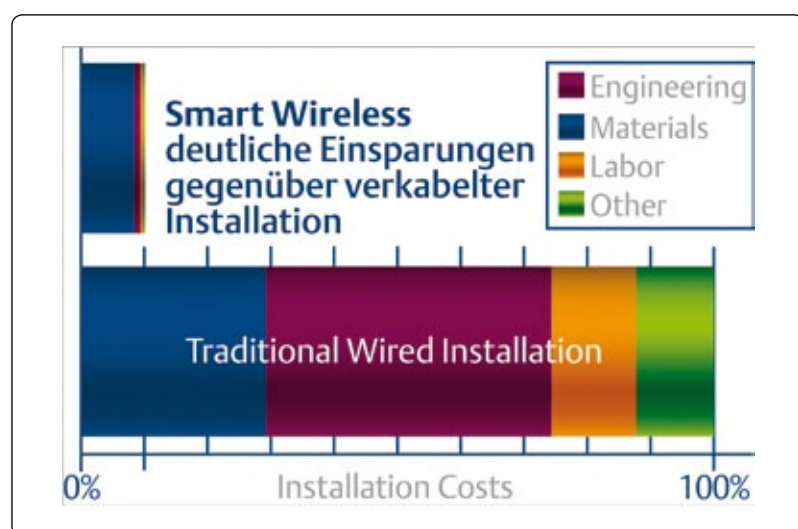 Smart Wireless
deutliche Einsparungen
gegenüber verkabelter
Installation
Engineering
Materials
Labor
Other
Traditional Wired Installation
0%
Installation Costs
100%